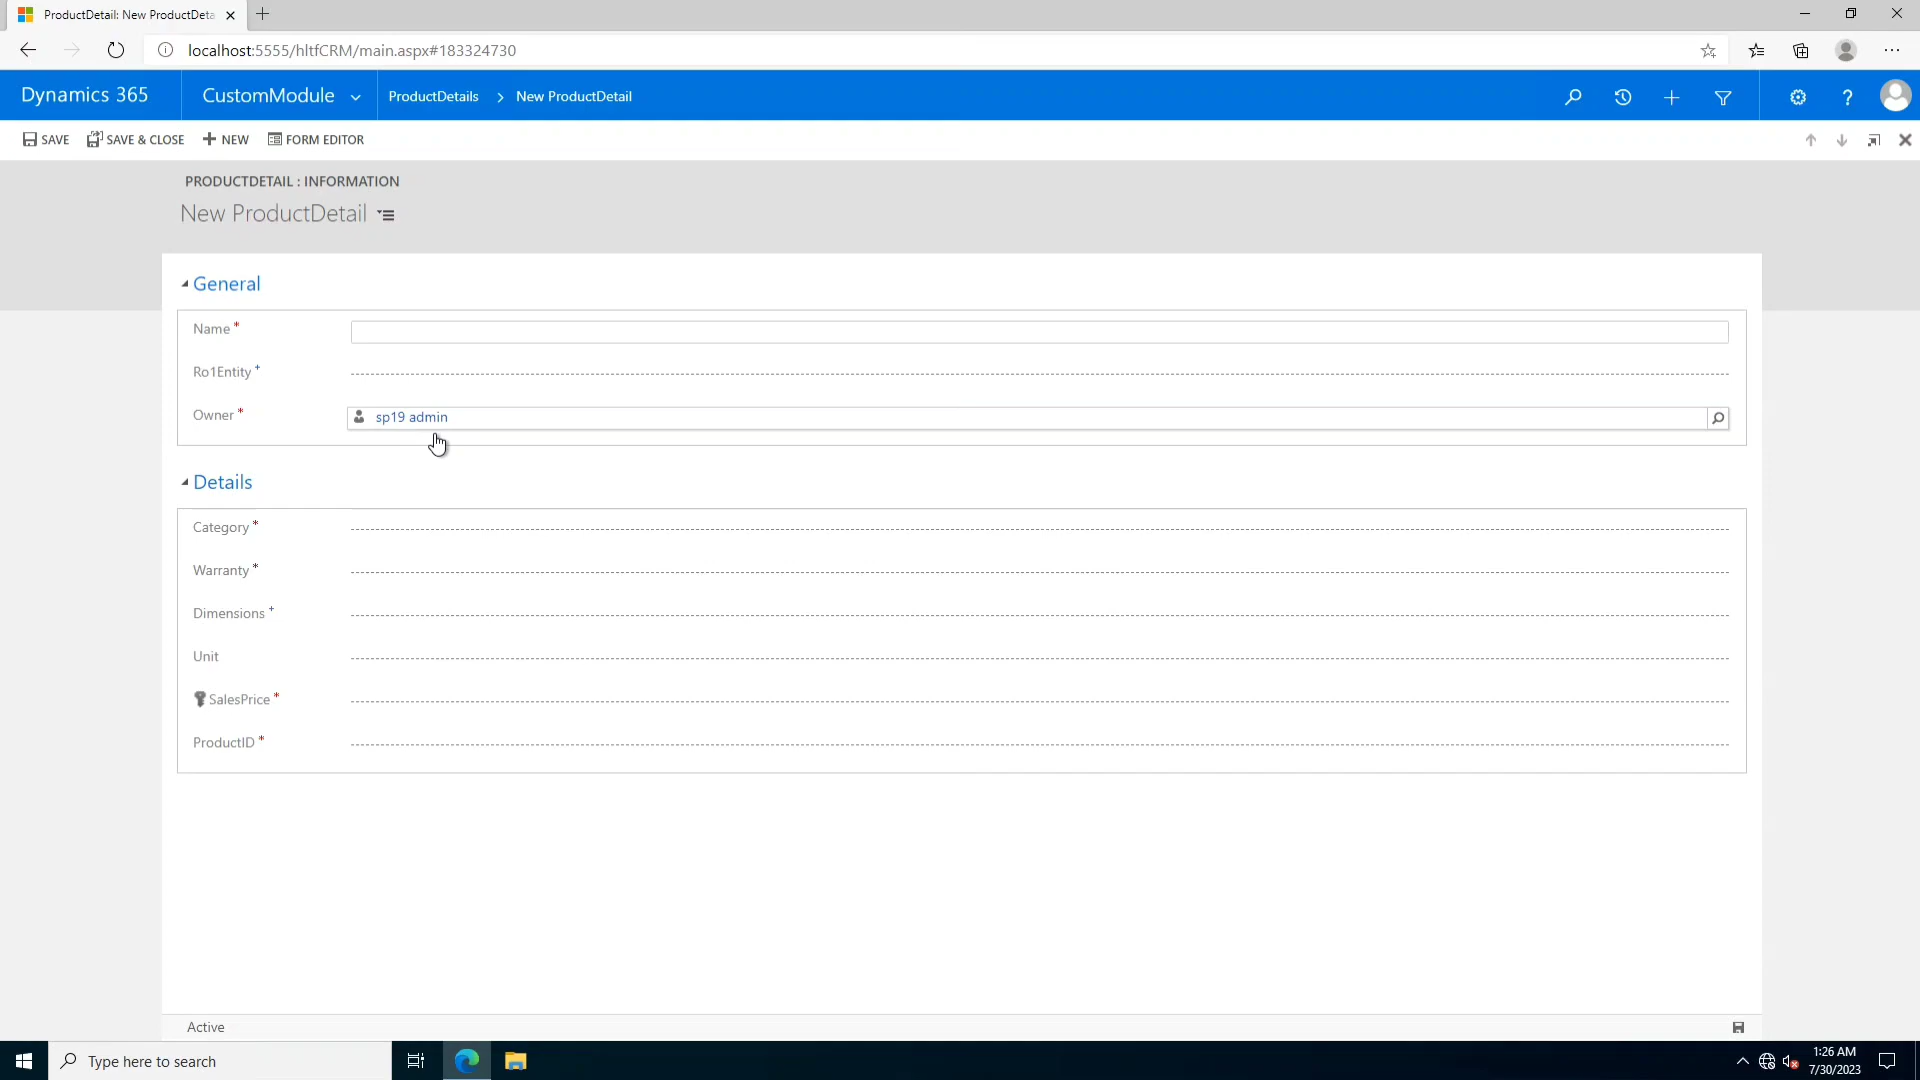 ProductDetail: New ProductDeta
localhost:5555/hltfCRM/main.aspx#183324730
Dynamics 365 CustomModule ProductDetails > New ProductDetail ?
SAVE SAVE & CLOSE + NEW FORM EDITOR
PRODUCTDETAIL : INFORMATION
New ProductDetail
General
Name *
Ro1Entity +
Owner * sp19 admin
Details
Category *
Warranty *
Dimensions +
Unit
SalesPrice *
ProductID *
Active
Type here to search
1:26 AM
7/30/2023